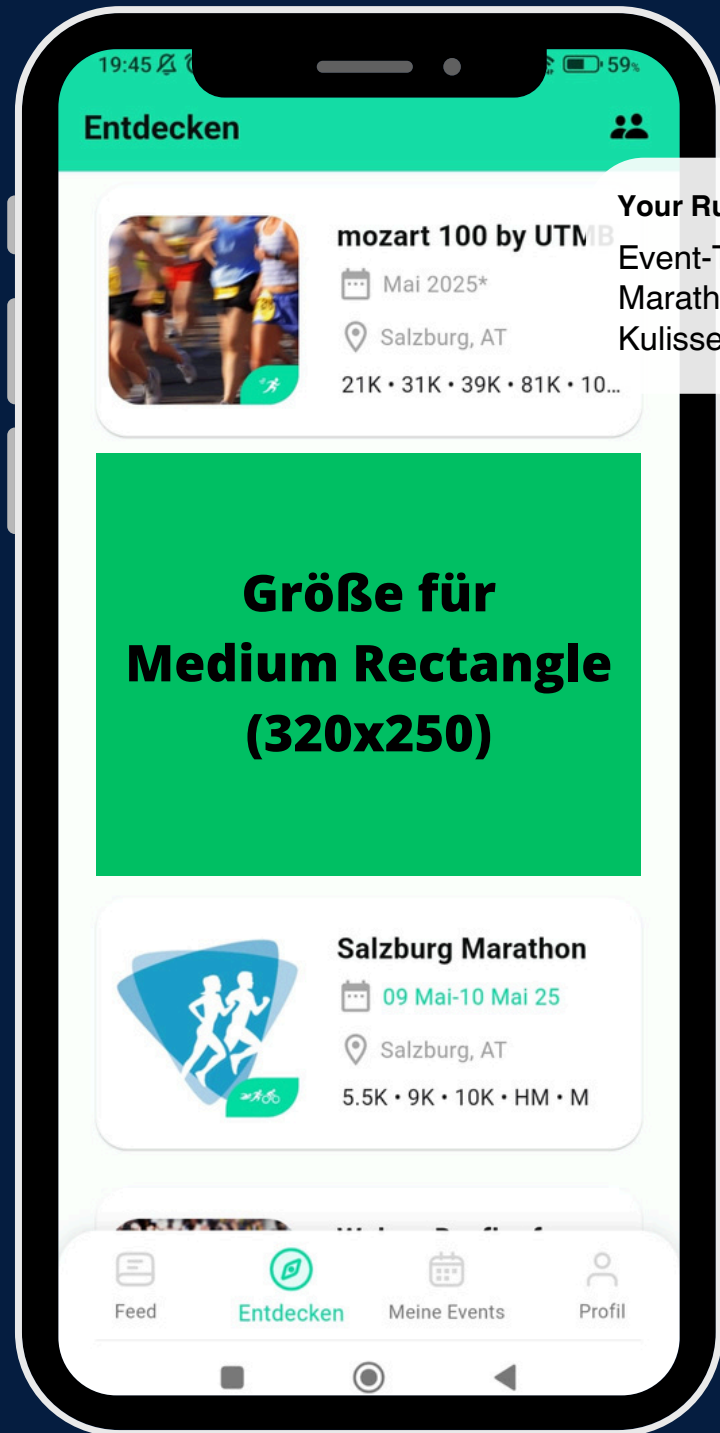 19:45
59%
Entdecken
Your Ru
Event-T
Marath
Kulisse
mozart 100 by UTMB
Mai 2025*
Salzburg, AT
21K • 31K • 39K • 81K • 10...
Größe für
Medium Rectangle
(320x250)
Salzburg Marathon
09 Mai-10 Mai 25
Salzburg, AT
5.5K • 9K • 10K • HM • M
Feed
Entdecken
Meine Events
Profil